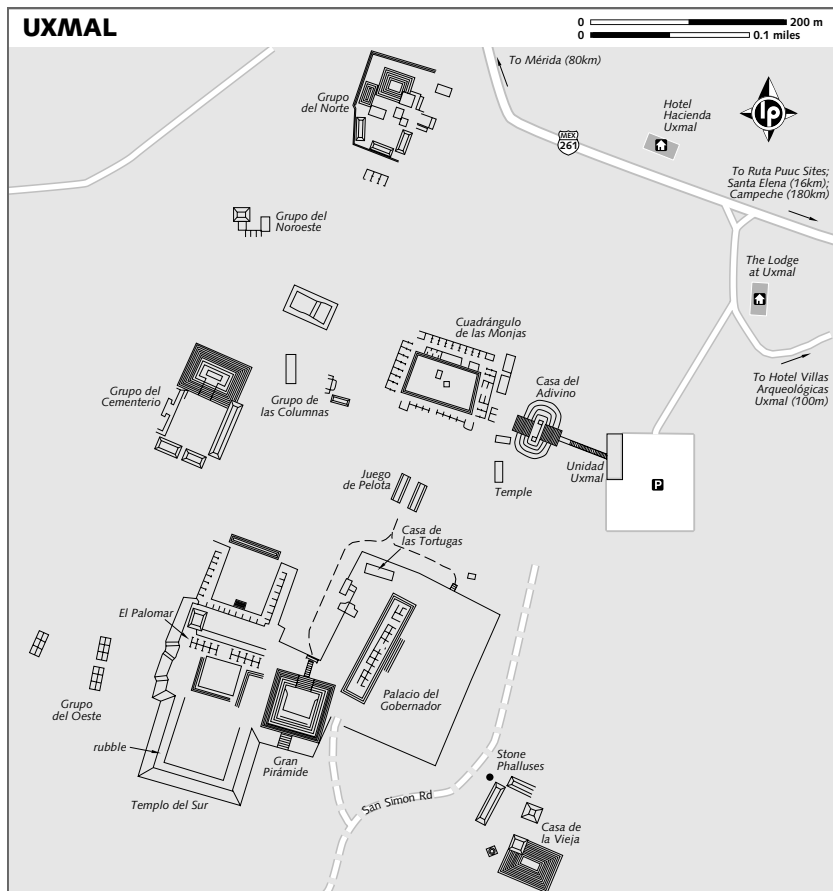 UXMAL
0 200 m
0 0.1 miles
To Mérida (80km)
Grupo
del Norte
MEX
261
Hotel
Hacienda
Uxmal
lp
To Ruta Puuc Sites;
Santa Elena (16km);
Campeche (180km)
Grupo del
Noroeste
The Lodge
at Uxmal
Cuadrángulo
de las Monjas
Casa del
Adivino
To Hotel Villas
Arqueológicas
Uxmal (100m)
Grupo del
Cementerio
Grupo de
las Columnas
Juego
de Pelota
Temple
Unidad
Uxmal
P
Casa de
las Tortugas
El Palomar
Grupo
del Oeste
Palacio del
Gobernador
rubble
Gran
Pirámide
Templo del Sur
Stone
Phalluses
San Simon Rd
Casa de
la Vieja